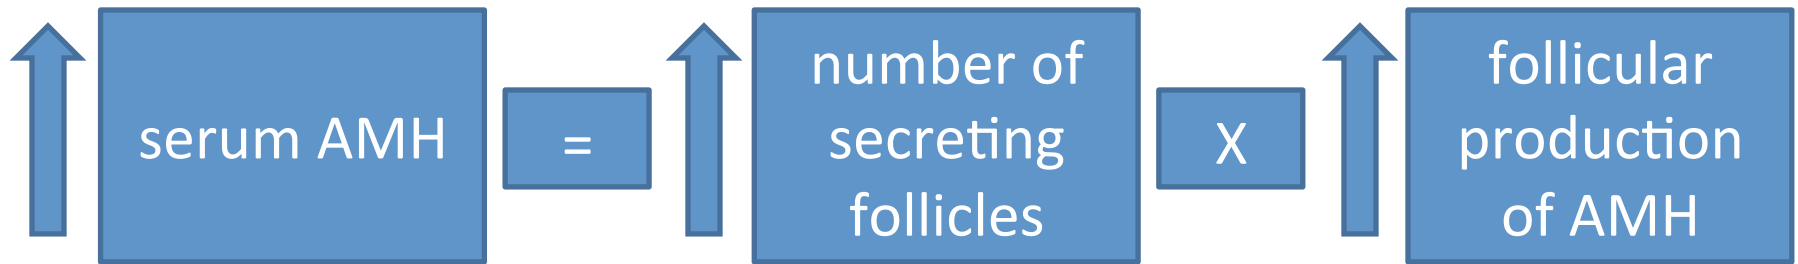 serum AMH
=
number of
secreting
follicles
X
follicular
production
of AMH